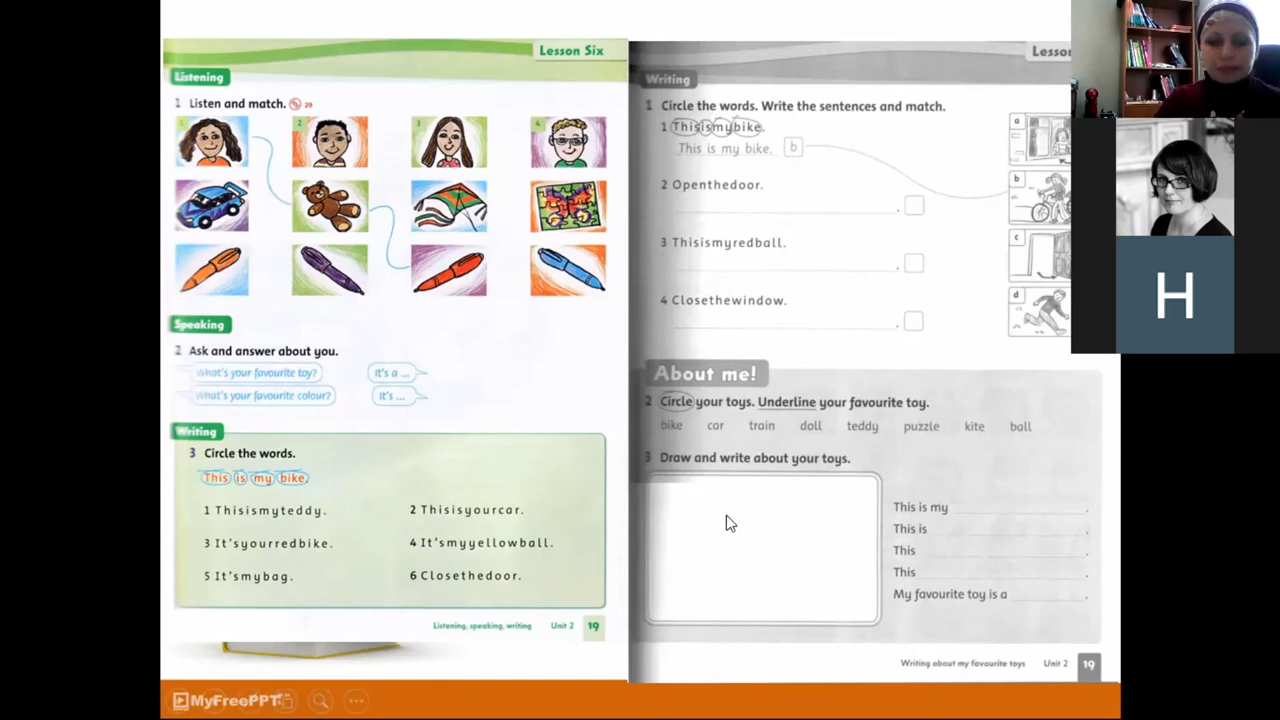 Lesson Six
Listening
1 Listen and match. 29
1
2
3
4
Speaking
2 Ask and answer about you.
What's your favourite toy?
It's a ...
What's your favourite colour?
It's ...
Writing
3 Circle the words.
This is my bike.
1 Thisismyteddy.
2 Thisisyourcar.
3 It'syourredbike.
4 It'smyyellowball.
5 It'smybag.
6 Closethedoor.
Listening, speaking, writing Unit 2 19
MyFreePPT
Lesso
Writing
1 Circle the words. Write the sentences and match.
1 Thisismybike.
This is my bike. b
2 Openthedoor.
3 Thisismyredball.
4 Closethewindow.
a
b
c
d
About me!
2 Circle your toys. Underline your favourite toy.
bike car train doll teddy puzzle kite ball
3 Draw and write about your toys.
This is my
This is
This
This
My favourite toy is a
Writing about my favourite toys Unit 2 19
H